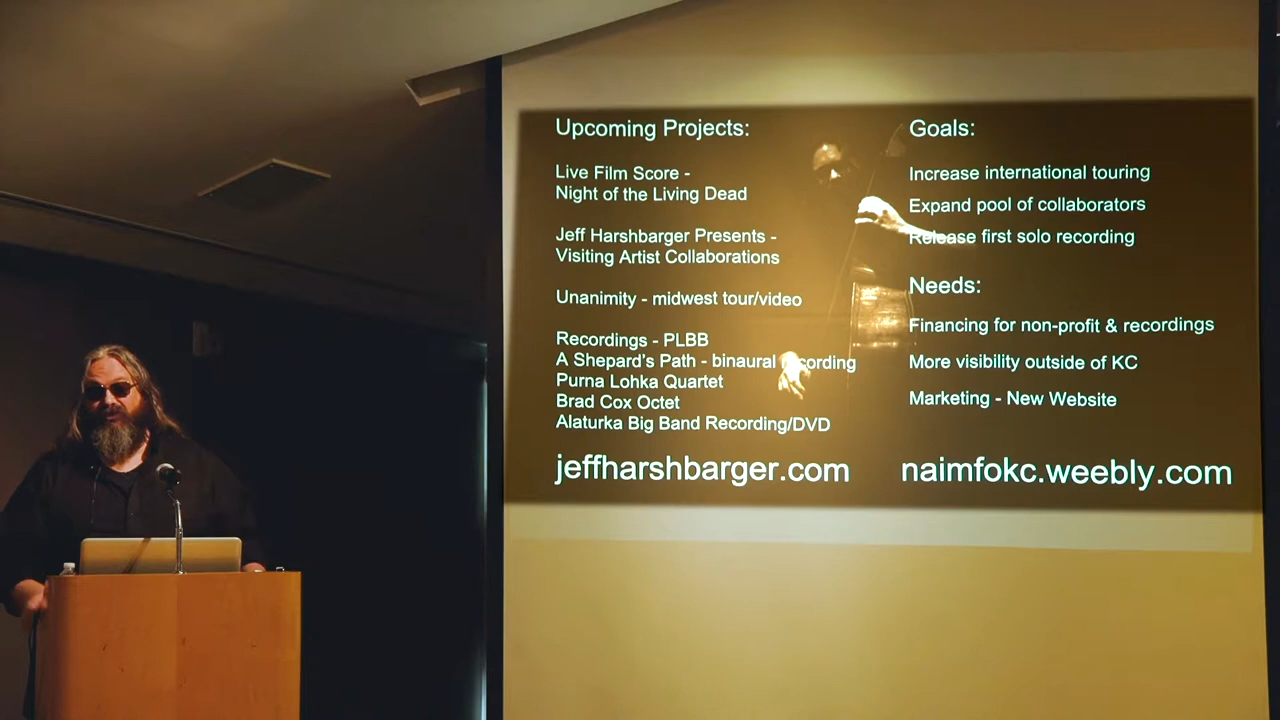 Upcoming Projects:
Live Film Score -
Night of the Living Dead
Jeff Harshbarger Presents -
Visiting Artist Collaborations
Unanimity - midwest tour/video
Recordings - PLBB
A Shepard's Path - binaural recording
Purna Lohka Quartet
Brad Cox Octet
Alaturka Big Band Recording/DVD
jeffharshbarger.com
Goals:
Increase international touring
Expand pool of collaborators
Release first solo recording
Needs:
Financing for non-profit & recordings
More visibility outside of KC
Marketing - New Website
naimfokc.weebly.com